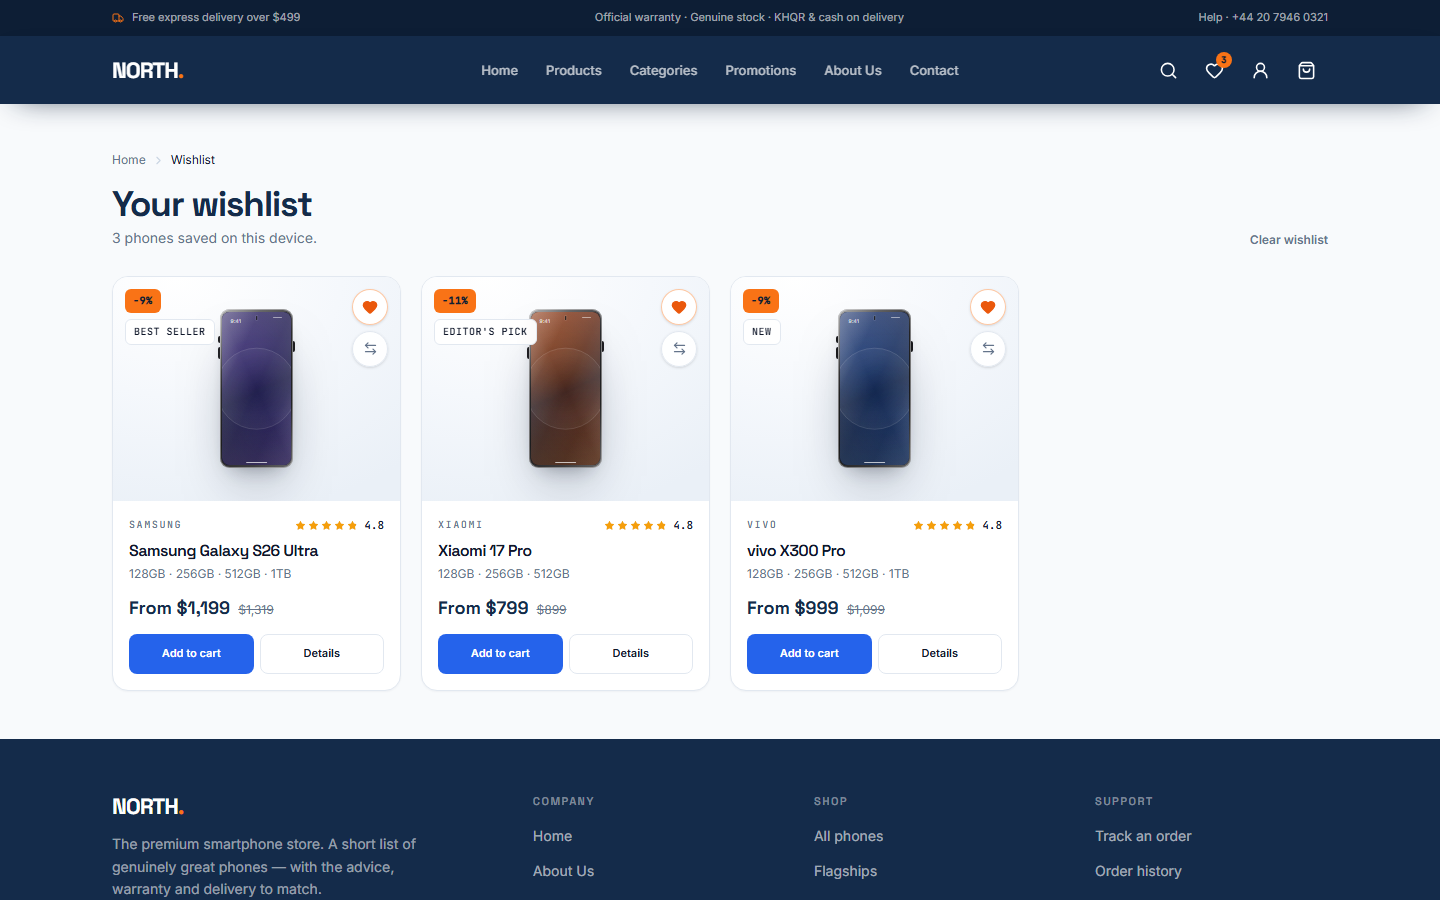 Free express delivery over $499
Official warranty · Genuine stock · KHQR & cash on delivery
Help · +44 20 7946 0321
NORTH.
Home
Products
Categories
Promotions
About Us
Contact
3
Home
Wishlist
Your wishlist
3 phones saved on this device.
Clear wishlist
-9%
BEST SELLER
9:41
SAMSUNG
4.8
Samsung Galaxy S26 Ultra
128GB · 256GB · 512GB · 1TB
From $1,199 $1,319
Add to cart
Details
-11%
EDITOR'S PICK
9:41
XIAOMI
4.8
Xiaomi 17 Pro
128GB · 256GB · 512GB
From $799 $899
Add to cart
Details
-9%
NEW
9:41
VIVO
4.8
vivo X300 Pro
128GB · 256GB · 512GB · 1TB
From $999 $1,099
Add to cart
Details
NORTH.
The premium smartphone store. A short list of
genuinely great phones — with the advice,
warranty and delivery to match.
COMPANY
Home
About Us
SHOP
All phones
Flagships
SUPPORT
Track an order
Order history